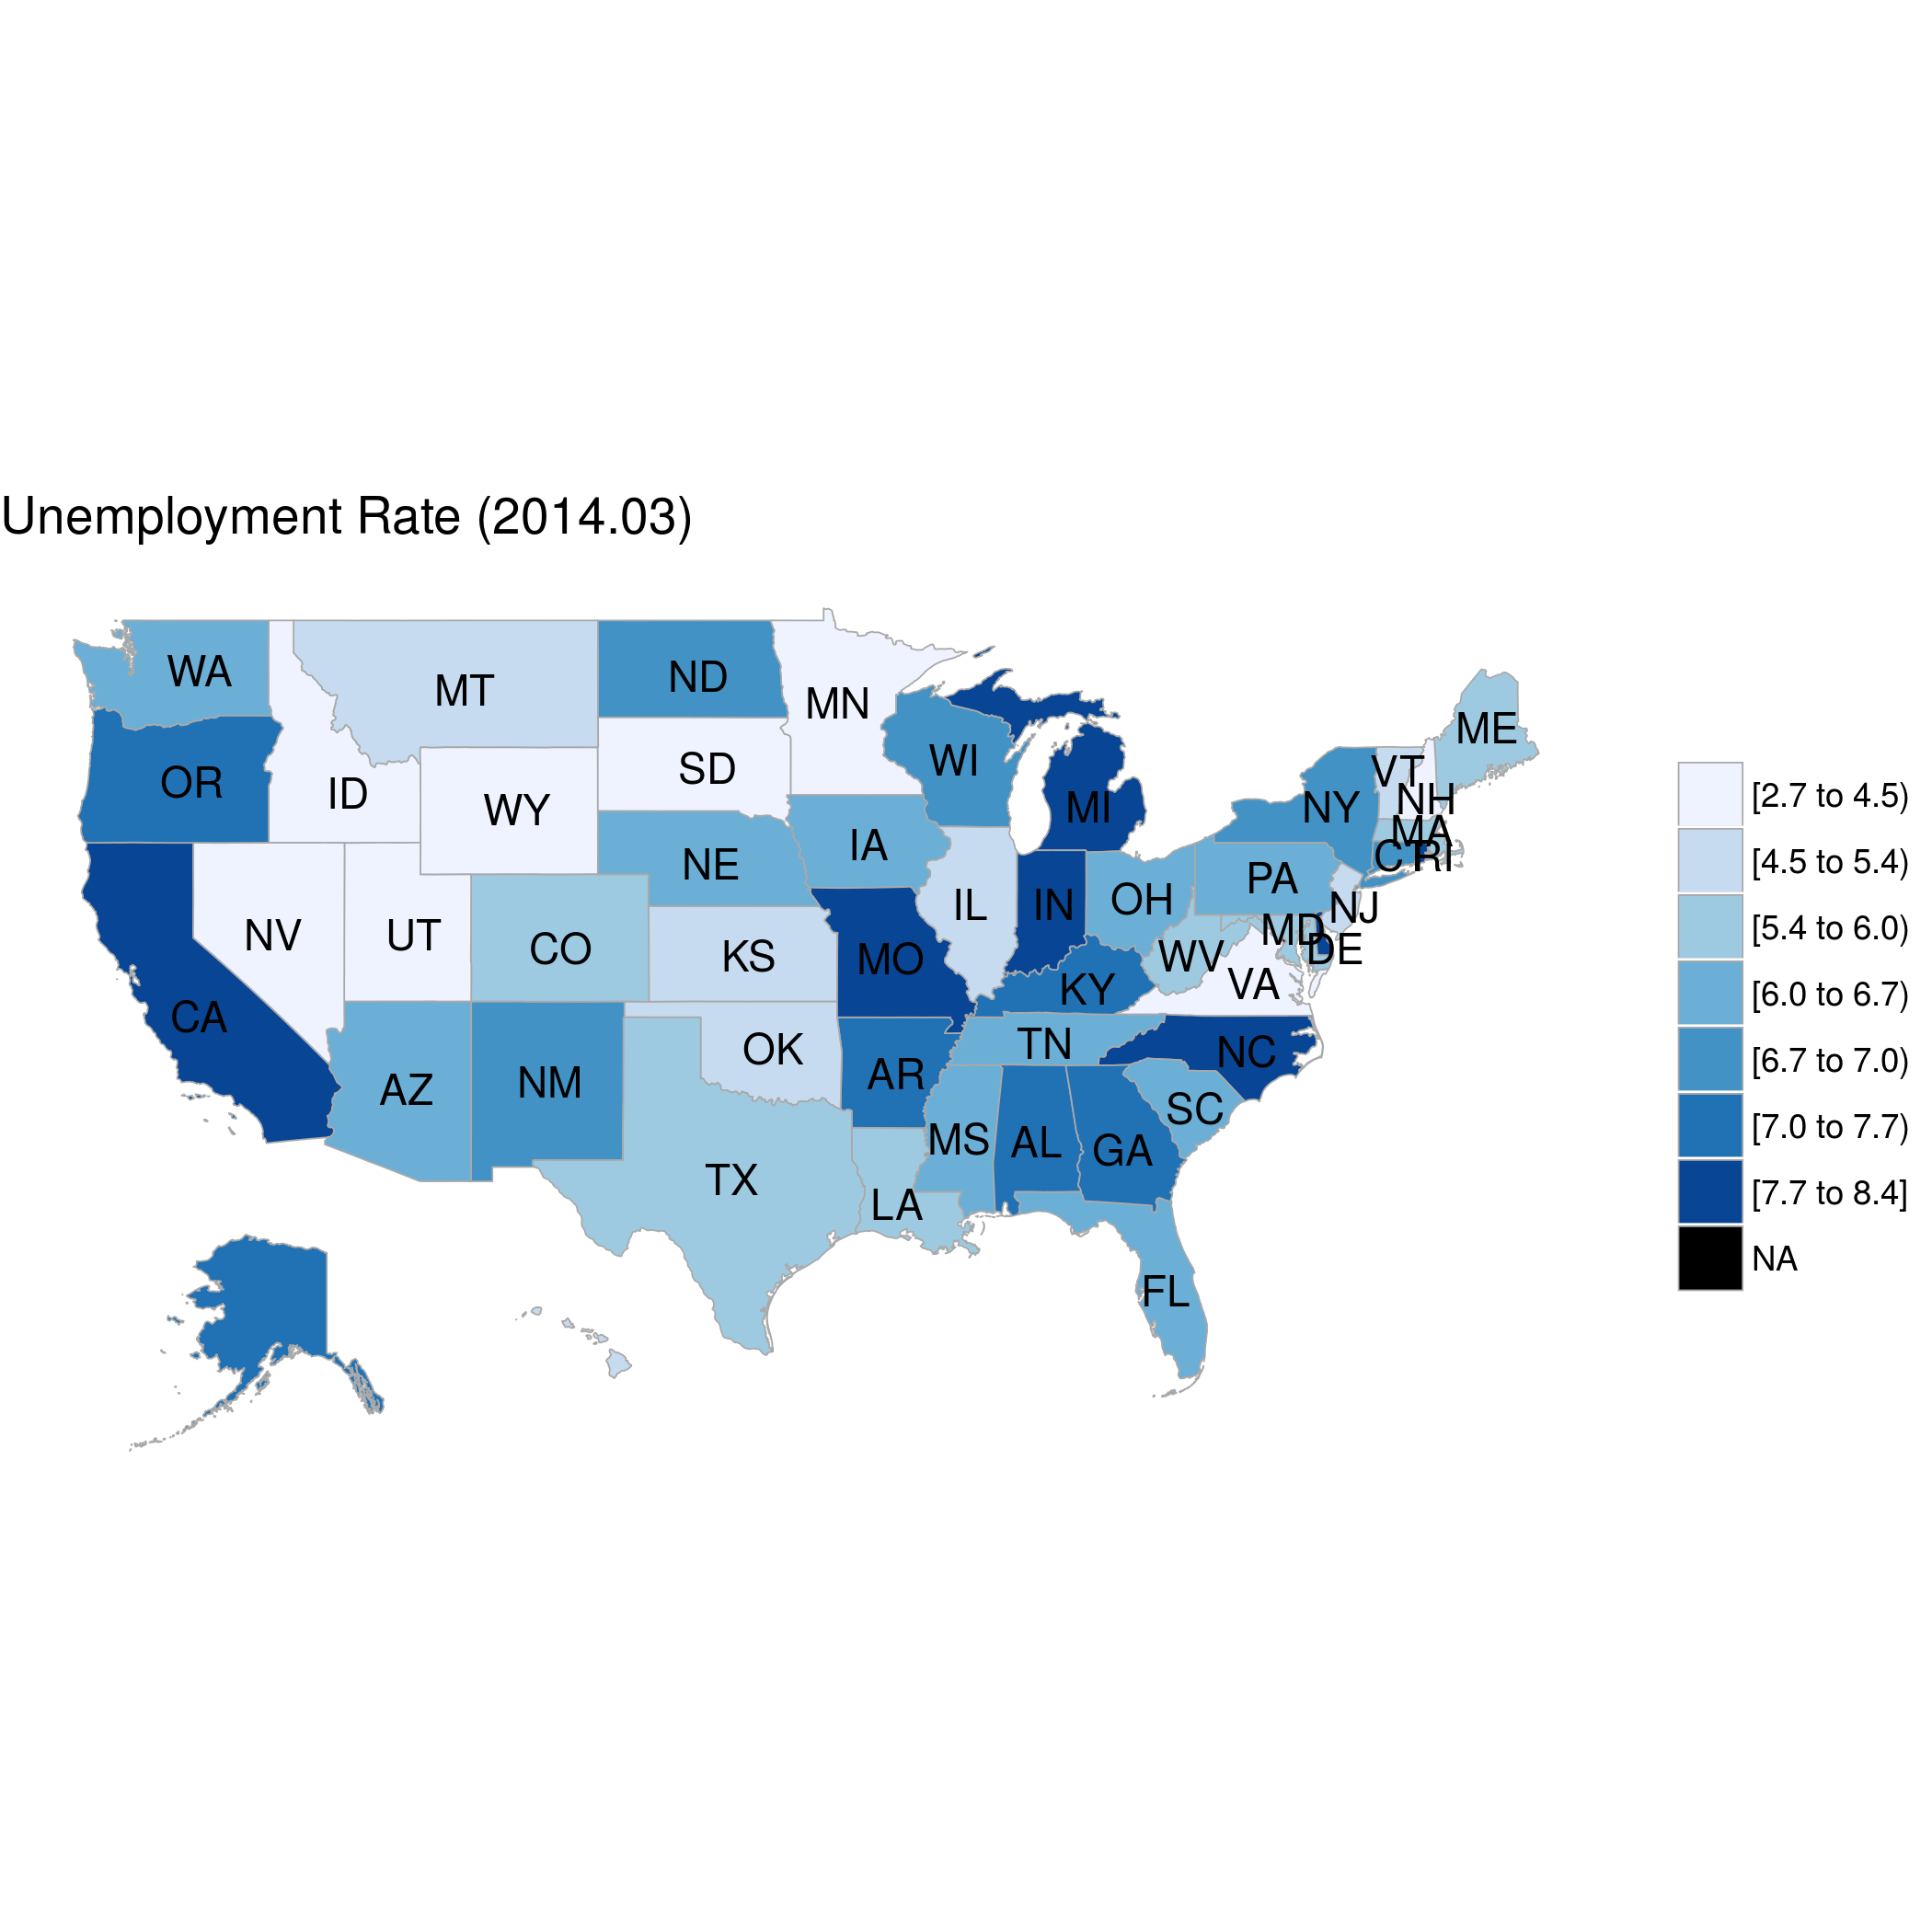 Unemployment Rate (2014.03)
WA
MT
ND
MN
ME
OR
ID
WY
SD
WI
MI
NY
VT
NH
MA
CT
RI
NE
IA
PA
NV
UT
CO
KS
MO
IL
IN
OH
NJ
MD
DE
WV
VA
CA
KY
AZ
NM
OK
AR
TN
NC
SC
TX
LA
MS
AL
GA
FL
[2.7 to 4.5)
[4.5 to 5.4)
[5.4 to 6.0)
[6.0 to 6.7)
[6.7 to 7.0)
[7.0 to 7.7)
[7.7 to 8.4]
NA